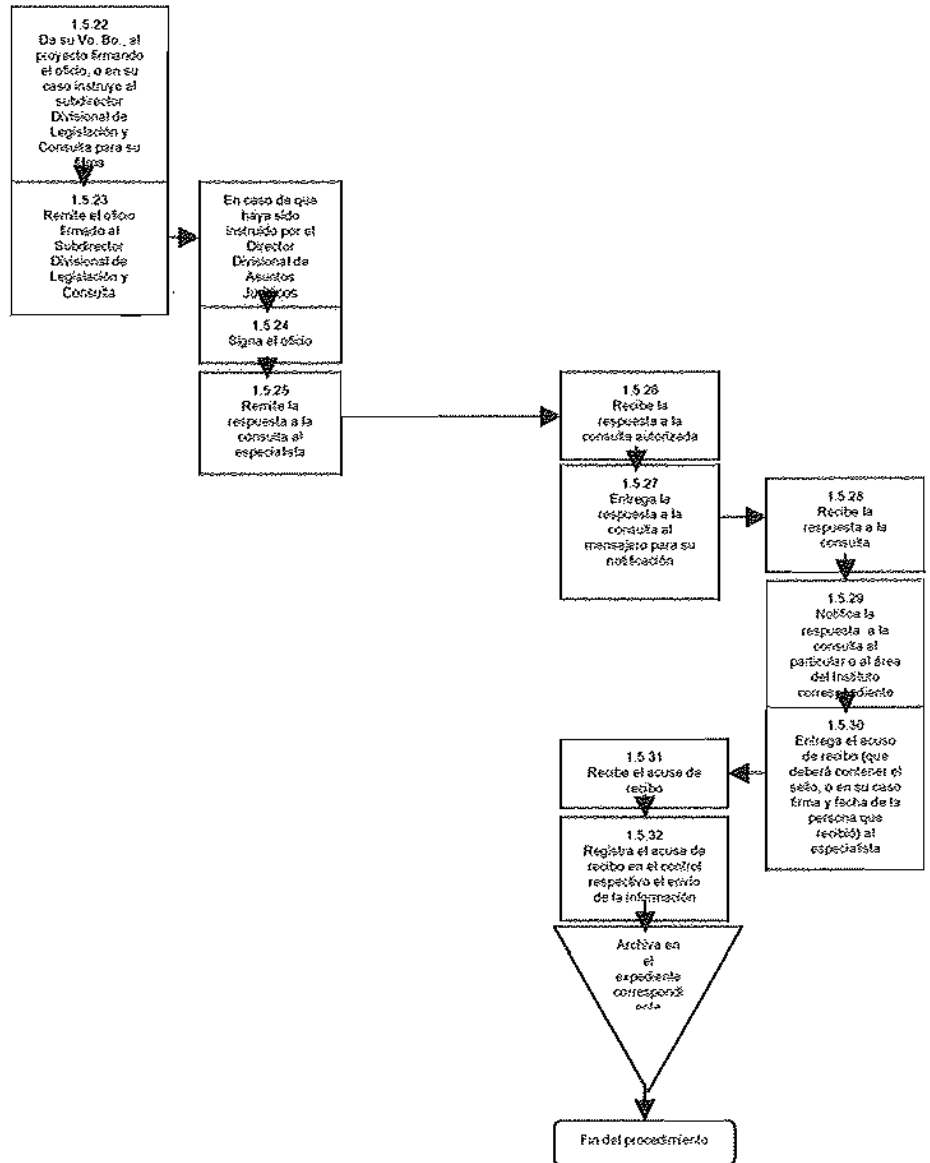 1.5.22
Da su Vo. Bo., al
proyecto firmando
el oficio, o en su
caso instruye al
subdirector
Divisional de
Legislación y
Consulta para su
firma
1.5.23
Remite el oficio
firmado al
Subdirector
Divisional de
Legislación y
Consulta
En caso de que
haya sido
instruido por el
Director
Divisional de
Asuntos
Jurídicos
1.5.24
Signa el oficio
1.5.25
Remite la
respuesta a la
consulta al
especialista
1.5.26
Recibe la
respuesta a la
consulta autorizada
1.5.27
Entrega la
respuesta a la
consulta al
mensajero para su
notificación
1.5.28
Recibe la
respuesta a la
consulta
1.5.29
Notifica la
respuesta a la
consulta al
particular o al área
del Instituto
correspondiente
1.5.30
Entrega el acuse
de recibo (que
deberá contener el
sello, o en su caso
firma y fecha de la
persona que
recibió) al
especialista
1.5.31
Recibe el acuse de
recibo
1.5.32
Registra el acuse de
recibo en el control
respectivo el envío
de la información
Archiva en
el
expediente
correspondi
ente
Fin del procedimiento